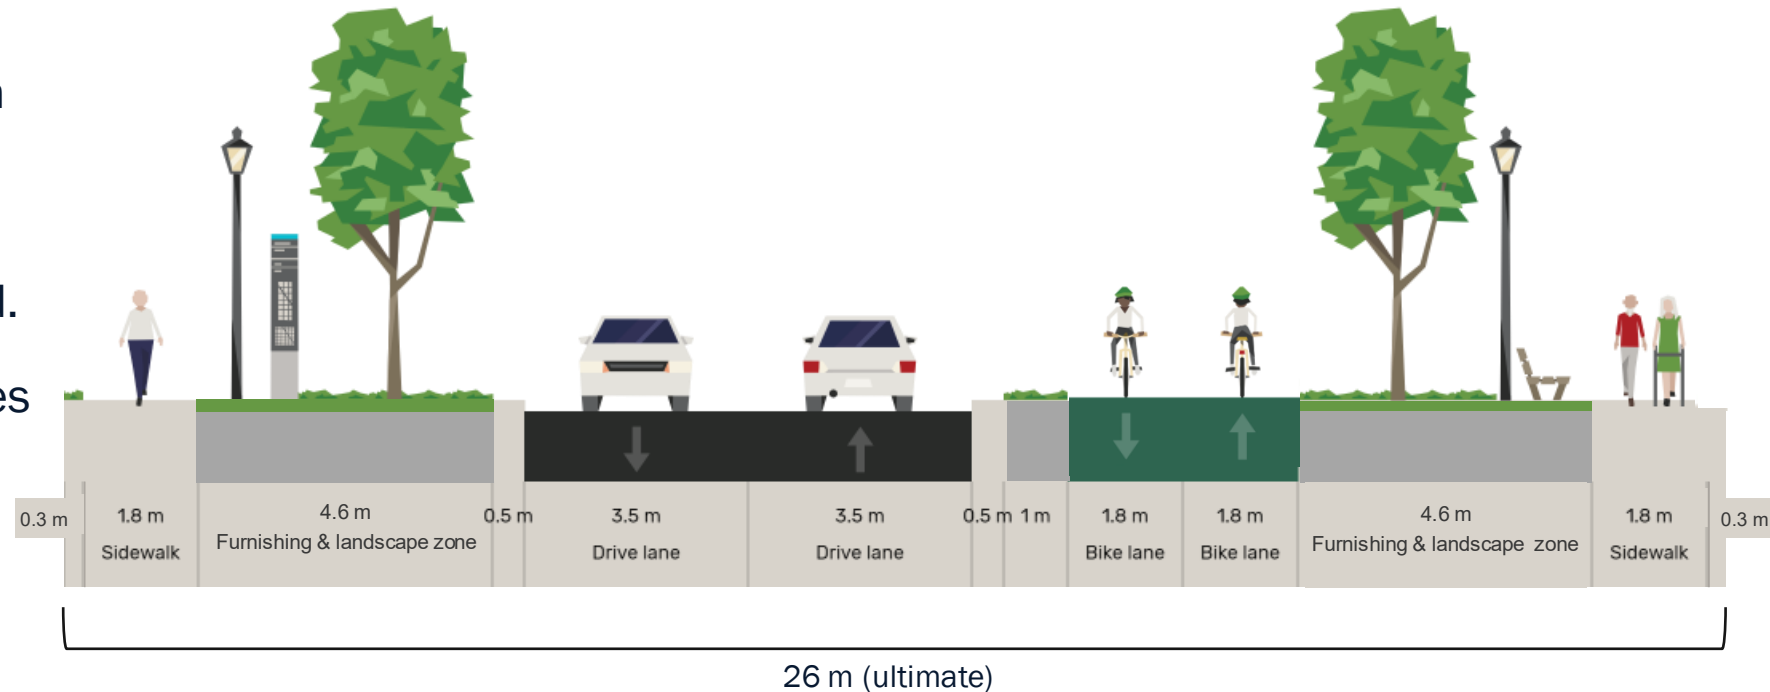 es
0.3 m
1.8 m
Sidewalk
4.6 m
Furnishing & landscape zone
0.5 m
3.5 m
Drive lane
3.5 m
Drive lane
0.5 m
1 m
1.8 m
Bike lane
1.8 m
Bike lane
4.6 m
Furnishing & landscape zone
1.8 m
Sidewalk
0.3 m
26 m (ultimate)